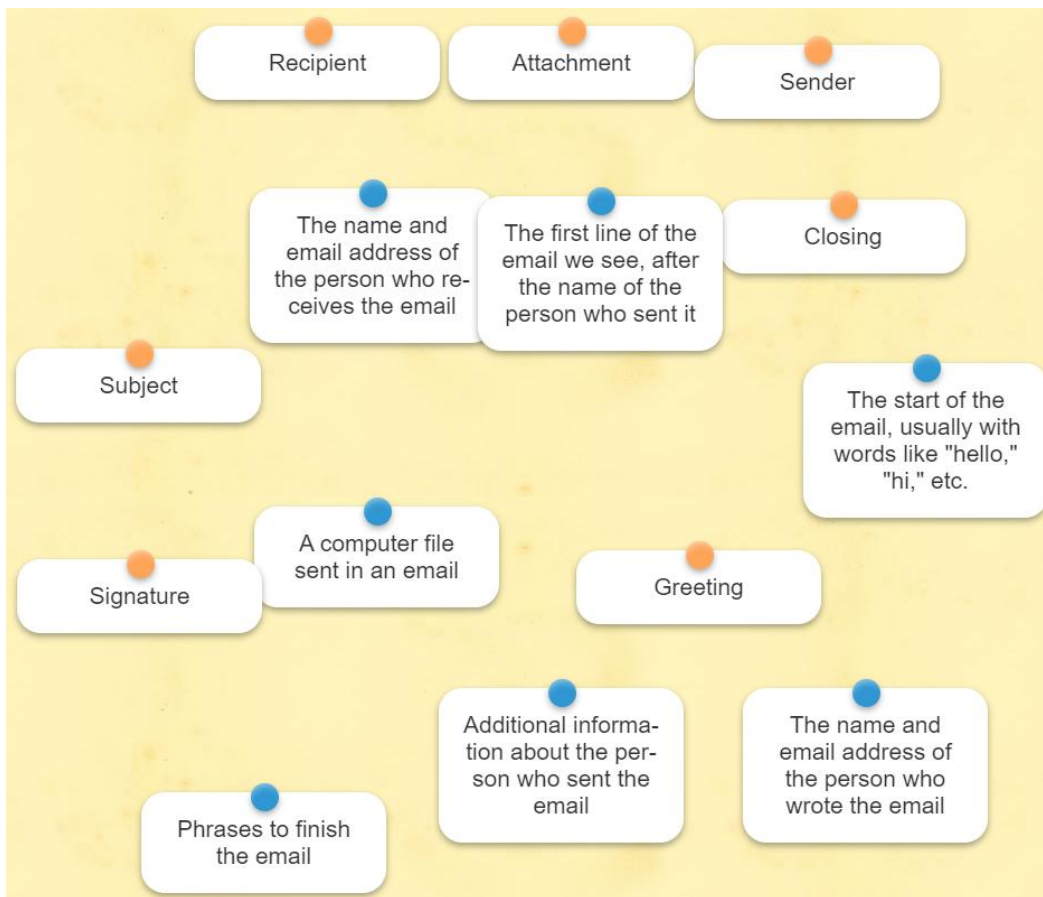 Recipient
Attachment
Sender
The name and
email address of
the person who re-
ceives the email
The first line of the
email we see, after
the name of the
person who sent it
Closing
Subject
The start of the
email, usually with
words like "hello,"
"hi," etc.
A computer file
sent in an email
Signature
Greeting
Additional informa-
tion about the per-
son who sent the
email
The name and
email address of
the person who
wrote the email
Phrases to finish
the email